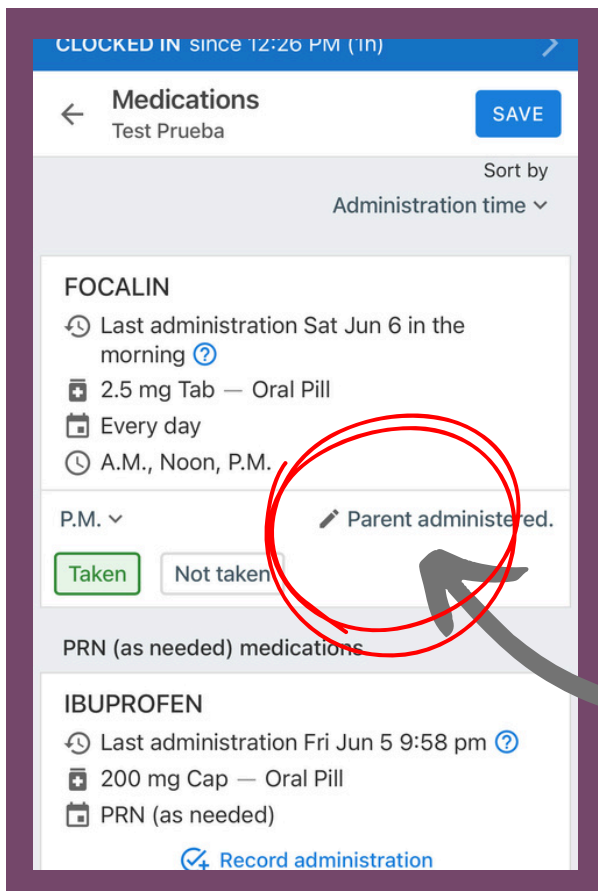 CLOCKED IN since 12:26 PM (1h)
Medications
Test Prueba
SAVE
Sort by
Administration time
FOCALIN
Last administration Sat Jun 6 in the
morning
2.5 mg Tab — Oral Pill
Every day
A.M., Noon, P.M.
P.M. Parent administered.
Taken Not taken
PRN (as needed) medications
IBUPROFEN
Last administration Fri Jun 5 9:58 pm
200 mg Cap — Oral Pill
PRN (as needed)
Record administration